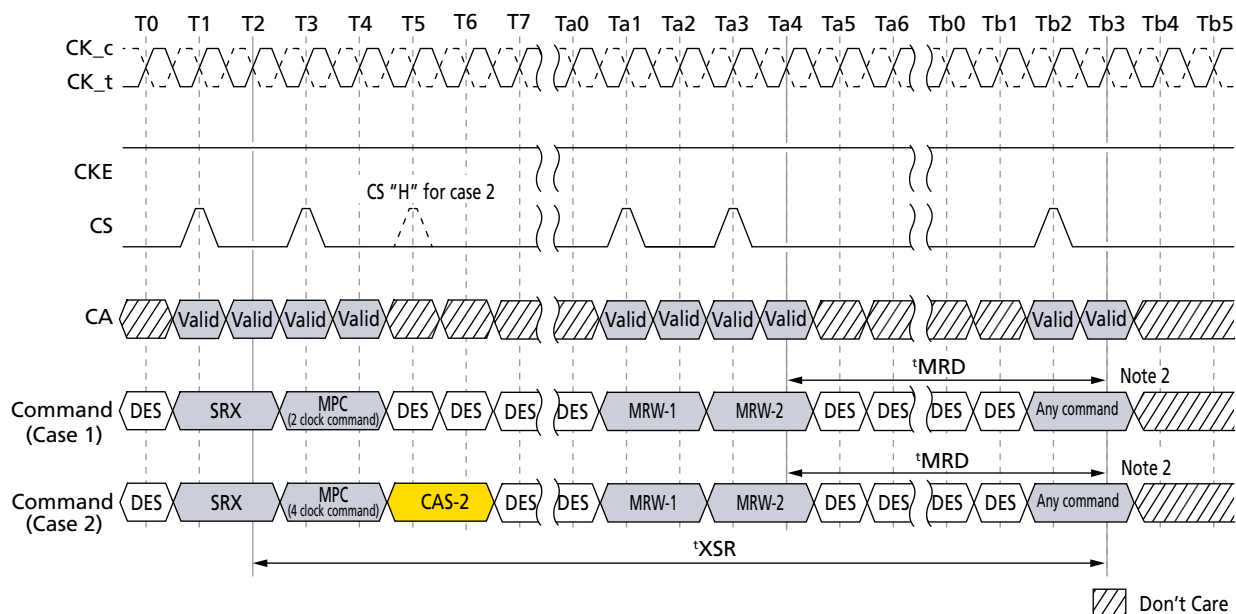 T0 T1 T2 T3 T4 T5 T6 T7 Ta0 Ta1 Ta2 Ta3 Ta4 Ta5 Ta6 Tb0 Tb1 Tb2 Tb3 Tb4 Tb5
CK_c
CK_t
CKE
CS "H" for case 2
CS
CA Valid Valid Valid Valid Valid Valid Valid Valid Valid Valid
tMRD Note 2
Command
(Case 1)
DES SRX MPC
(2 clock command)
DES DES DES DES MRW-1 MRW-2 DES DES DES DES Any command
tMRD Note 2
Command
(Case 2)
DES SRX MPC
(4 clock command)
CAS-2 DES DES MRW-1 MRW-2 DES DES DES DES Any command
tXSR
Don't Care